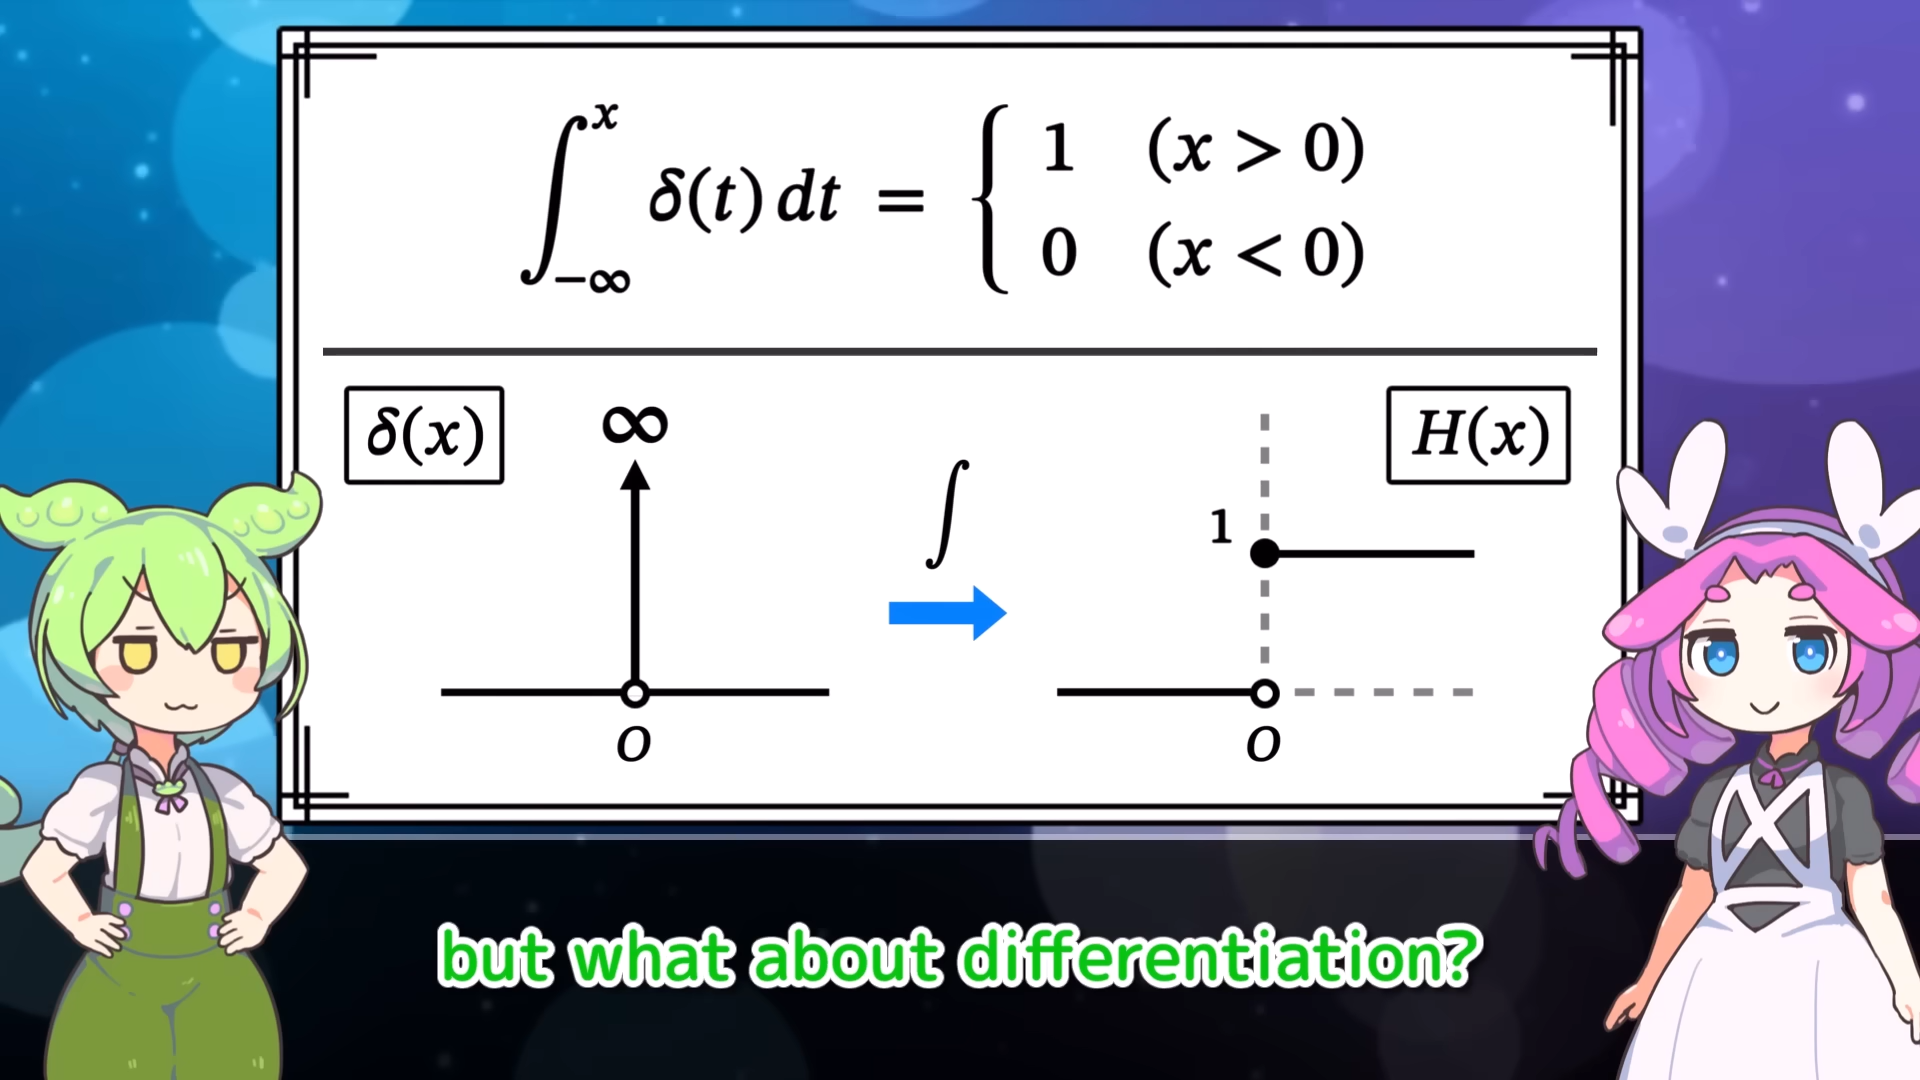 ∫_{-∞}^{x} δ(t) dt = { 1 (x > 0)
0 (x < 0)
δ(x) ∞ H(x)
∫
1
O O
but what about differentiation?